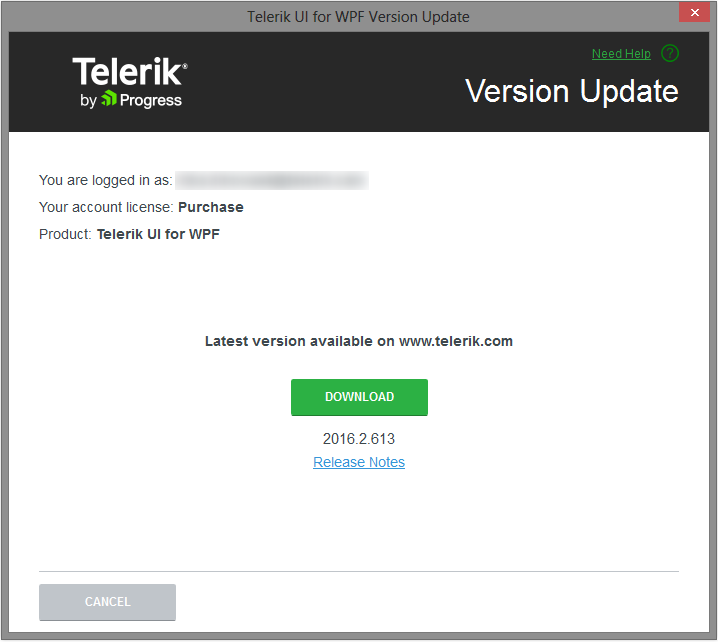 Telerik UI for WPF Version Update
Need Help ?
Telerik®
by Progress
Version Update
You are logged in as:
Your account license: Purchase
Product: Telerik UI for WPF
Latest version available on www.telerik.com
DOWNLOAD
2016.2.613
Release Notes
CANCEL